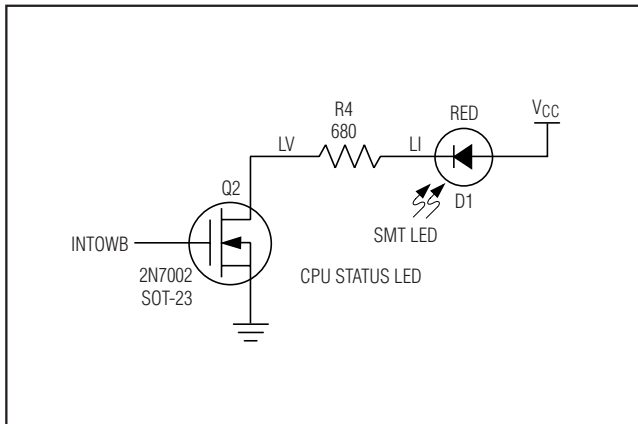 R4
680
RED
VCC
LV
LI
Q2
D1
SMT LED
INTOWB
2N7002
SOT-23
CPU STATUS LED